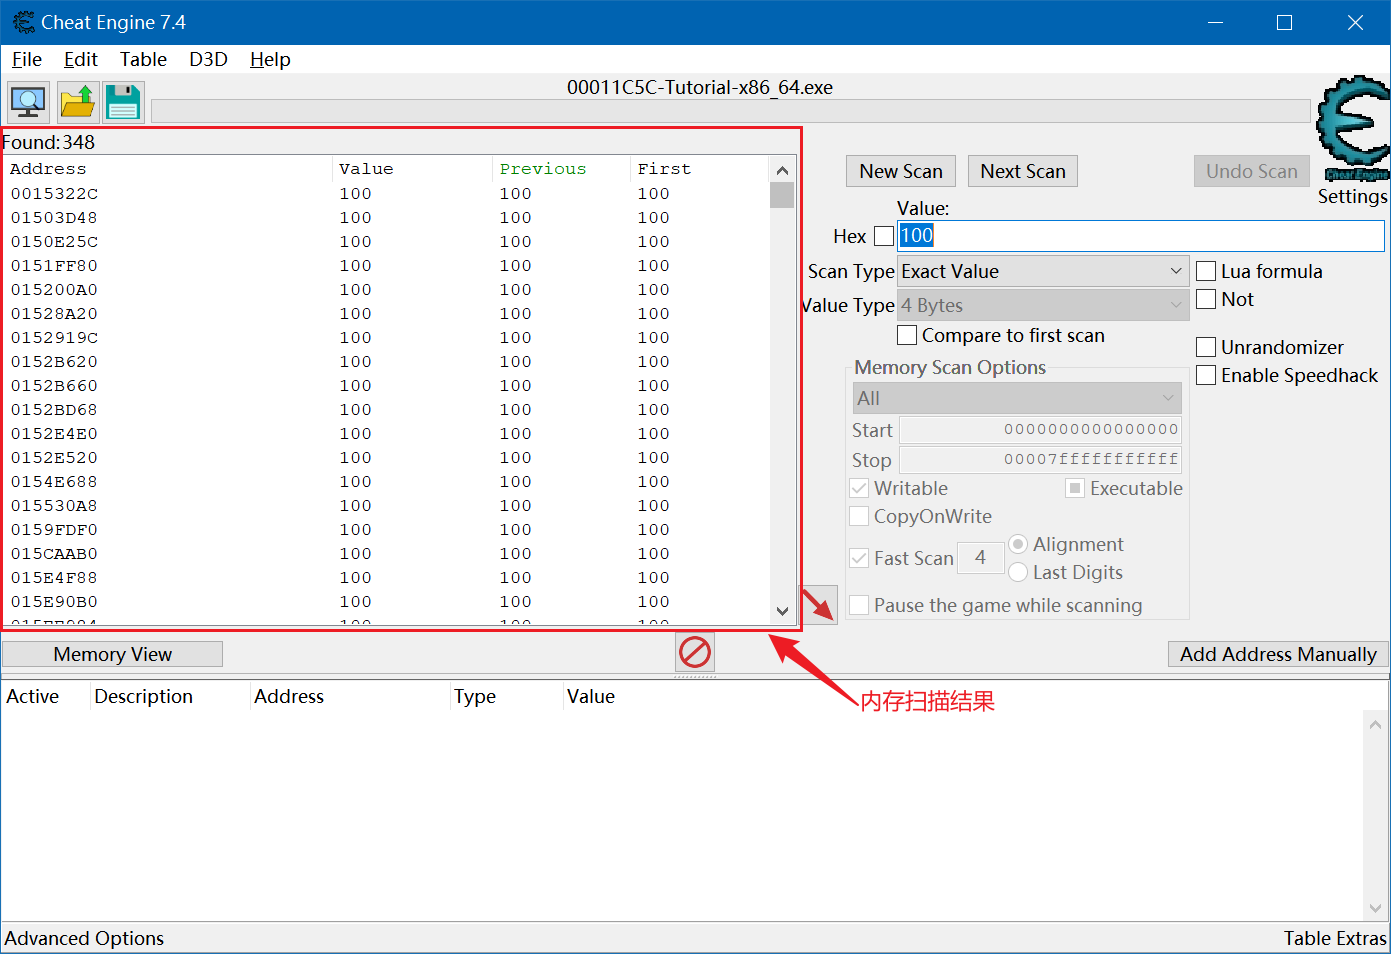 Cheat Engine 7.4
File Edit Table D3D Help
00011C5C-Tutorial-x86_64.exe
Cheat Engine
Settings
Found:348
Address Value Previous First
0015322C 100 100 100
01503D48 100 100 100
0150E25C 100 100 100
0151FF80 100 100 100
015200A0 100 100 100
01528A20 100 100 100
0152919C 100 100 100
0152B620 100 100 100
0152B660 100 100 100
0152BD68 100 100 100
0152E4E0 100 100 100
0152E520 100 100 100
0154E688 100 100 100
015530A8 100 100 100
0159FDF0 100 100 100
015CAAB0 100 100 100
015E4F88 100 100 100
015E90B0 100 100 100
New Scan Next Scan Undo Scan
Value:
Hex 100
Scan Type Exact Value
Lua formula
Not
Value Type 4 Bytes
Compare to first scan
Unrandomizer
Enable Speedhack
Memory Scan Options
All
Start 0000000000000000
Stop 00007fffffffffff
Writable Executable
CopyOnWrite
Fast Scan 4 Alignment
Last Digits
Pause the game while scanning
Memory View
Add Address Manually
内存扫描结果
Active Description Address Type Value
Advanced Options Table Extras